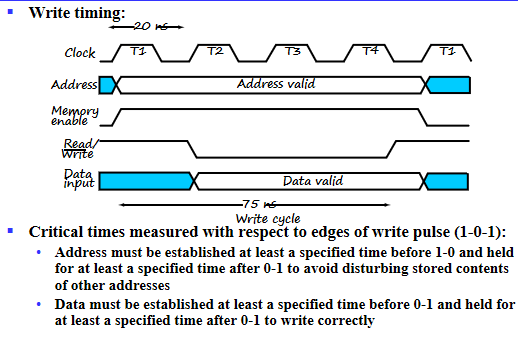 Write timing:
20 ns
Clock T1 T2 T3 T4 T1
Address Address valid
Memory
enable
Read/
Write
Data
input Data valid
75 ns
Write cycle
Critical times measured with respect to edges of write pulse (1-0-1):
Address must be established at least a specified time before 1-0 and held
for at least a specified time after 0-1 to avoid disturbing stored contents
of other addresses
Data must be established at least a specified time before 0-1 and held for
at least a specified time after 0-1 to write correctly